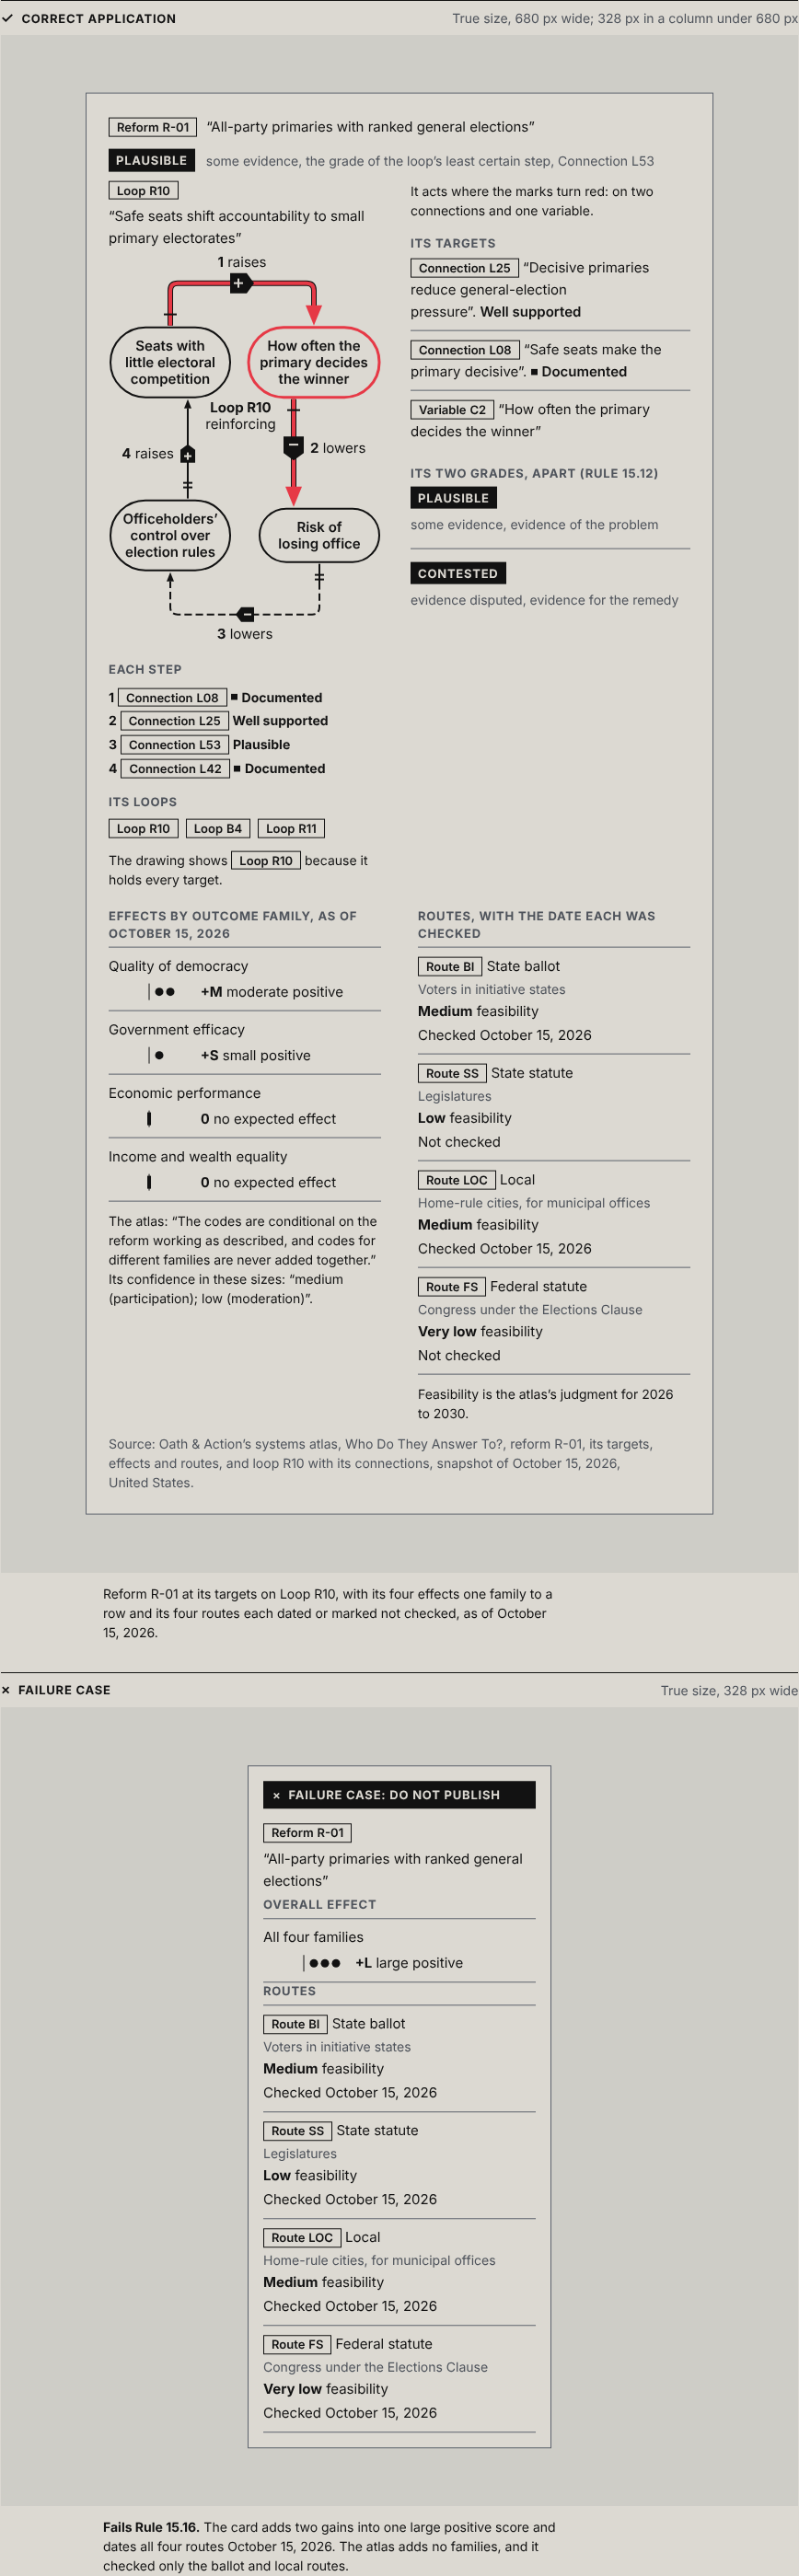 ✓ CORRECT APPLICATION
True size, 680 px wide; 328 px in a column under 680 px
Reform R-01 “All-party primaries with ranked general elections”
PLAUSIBLE some evidence, the grade of the loop’s least certain step, Connection L53
Loop R10
“Safe seats shift accountability to small
primary electorates”
1 raises
+
Seats with
little electoral
competition
How often the
primary decides
the winner
Loop R10
reinforcing
−
2 lowers
4 raises
+
Officeholders’
control over
election rules
Risk of
losing office
−
3 lowers
EACH STEP
1 Connection L08 ■ Documented
2 Connection L25 Well supported
3 Connection L53 Plausible
4 Connection L42 ■ Documented
ITS LOOPS
Loop R10 Loop B4 Loop R11
The drawing shows Loop R10 because it
holds every target.
It acts where the marks turn red: on two
connections and one variable.
ITS TARGETS
Connection L25 “Decisive primaries
reduce general-election
pressure”. Well supported
Connection L08 “Safe seats make the
primary decisive”. ■ Documented
Variable C2 “How often the primary
decides the winner”
ITS TWO GRADES, APART (RULE 15.12)
PLAUSIBLE
some evidence, evidence of the problem
CONTESTED
evidence disputed, evidence for the remedy
EFFECTS BY OUTCOME FAMILY, AS OF
OCTOBER 15, 2026
Quality of democracy
+M moderate positive
Government efficacy
+S small positive
Economic performance
0 no expected effect
Income and wealth equality
0 no expected effect
The atlas: “The codes are conditional on the
reform working as described, and codes for
different families are never added together.”
Its confidence in these sizes: “medium
(participation); low (moderation)”.
ROUTES, WITH THE DATE EACH WAS
CHECKED
Route BI State ballot
Voters in initiative states
Medium feasibility
Checked October 15, 2026
Route SS State statute
Legislatures
Low feasibility
Not checked
Route LOC Local
Home-rule cities, for municipal offices
Medium feasibility
Checked October 15, 2026
Route FS Federal statute
Congress under the Elections Clause
Very low feasibility
Not checked
Feasibility is the atlas’s judgment for 2026
to 2030.
Source: Oath & Action’s systems atlas, Who Do They Answer To?, reform R-01, its targets,
effects and routes, and loop R10 with its connections, snapshot of October 15, 2026,
United States.
Reform R-01 at its targets on Loop R10, with its four effects one family to a
row and its four routes each dated or marked not checked, as of October
15, 2026.
× FAILURE CASE
True size, 328 px wide
× FAILURE CASE: DO NOT PUBLISH
Reform R-01
“All-party primaries with ranked general
elections”
OVERALL EFFECT
All four families
+L large positive
ROUTES
Route BI State ballot
Voters in initiative states
Medium feasibility
Checked October 15, 2026
Route SS State statute
Legislatures
Low feasibility
Checked October 15, 2026
Route LOC Local
Home-rule cities, for municipal offices
Medium feasibility
Checked October 15, 2026
Route FS Federal statute
Congress under the Elections Clause
Very low feasibility
Checked October 15, 2026
Fails Rule 15.16. The card adds two gains into one large positive score and
dates all four routes October 15, 2026. The atlas adds no families, and it
checked only the ballot and local routes.